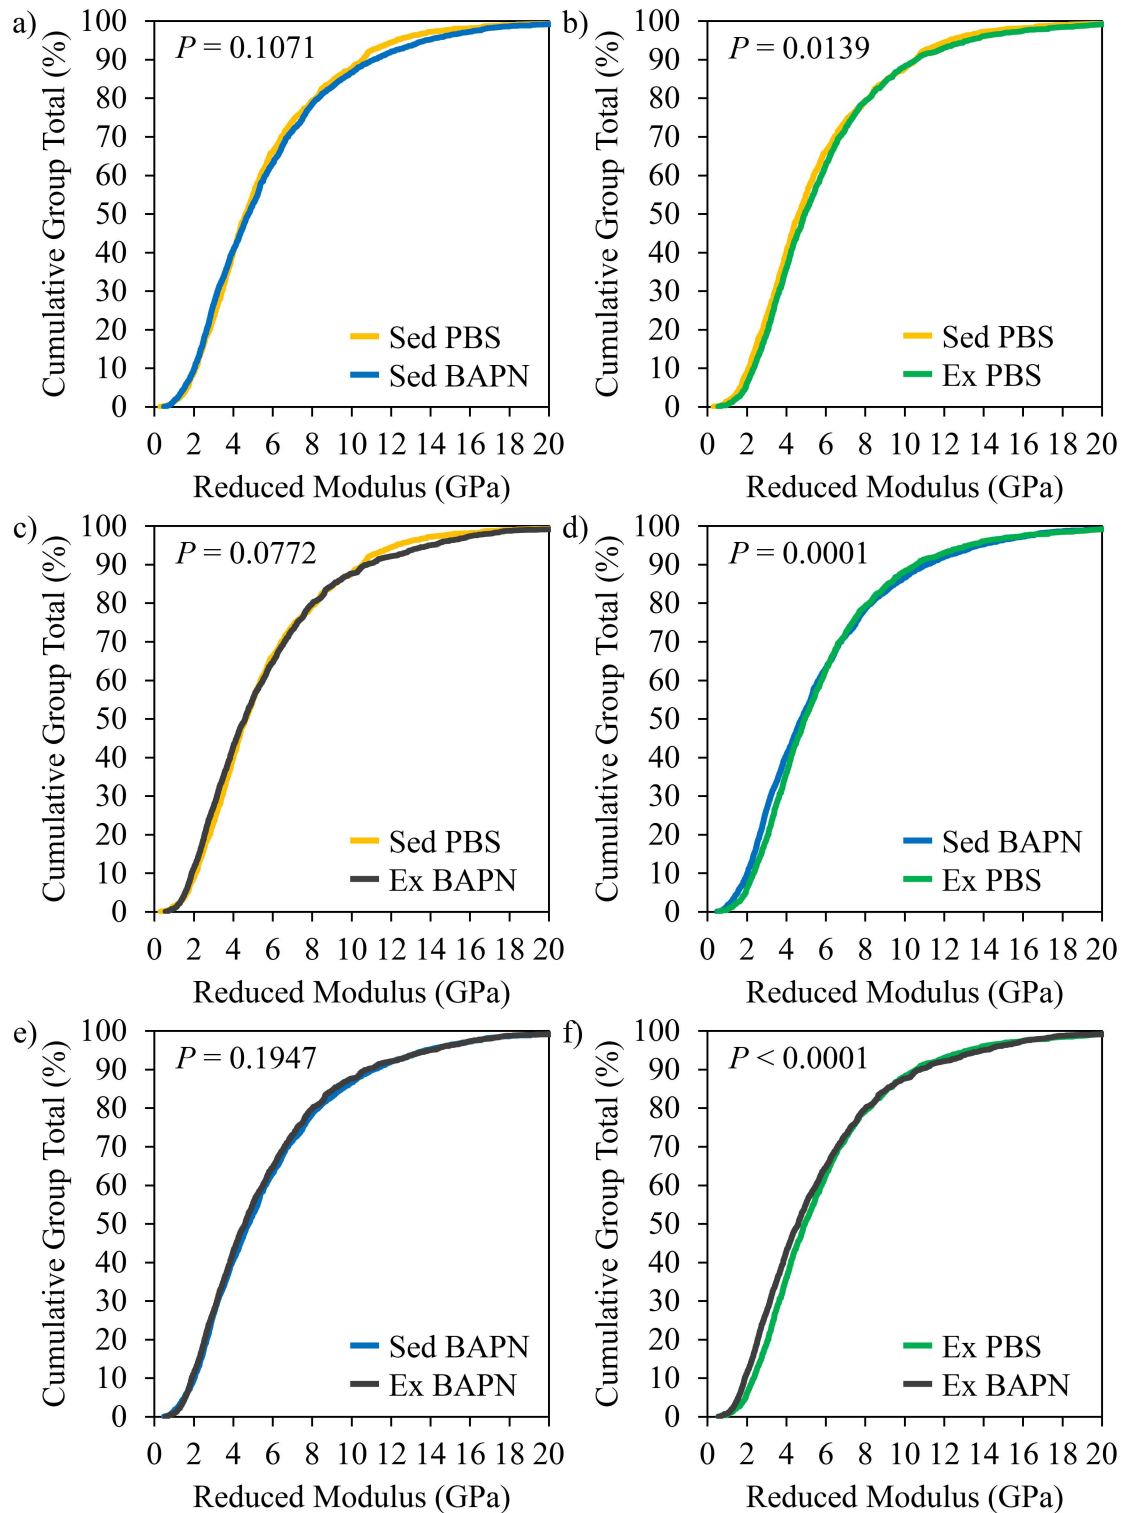 a)
P = 0.1071
Cumulative Group Total (%)
100
90
80
70
60
50
40
30
20
10
0
Sed PBS
Sed BAPN
0 2 4 6 8 10 12 14 16 18 20
Reduced Modulus (GPa)
b)
P = 0.0139
Cumulative Group Total (%)
100
90
80
70
60
50
40
30
20
10
0
Sed PBS
Ex PBS
0 2 4 6 8 10 12 14 16 18 20
Reduced Modulus (GPa)
c)
P = 0.0772
Cumulative Group Total (%)
100
90
80
70
60
50
40
30
20
10
0
Sed PBS
Ex BAPN
0 2 4 6 8 10 12 14 16 18 20
Reduced Modulus (GPa)
d)
P = 0.0001
Cumulative Group Total (%)
100
90
80
70
60
50
40
30
20
10
0
Sed BAPN
Ex PBS
0 2 4 6 8 10 12 14 16 18 20
Reduced Modulus (GPa)
e)
P = 0.1947
Cumulative Group Total (%)
100
90
80
70
60
50
40
30
20
10
0
Sed BAPN
Ex BAPN
0 2 4 6 8 10 12 14 16 18 20
Reduced Modulus (GPa)
f)
P < 0.0001
Cumulative Group Total (%)
100
90
80
70
60
50
40
30
20
10
0
Ex PBS
Ex BAPN
0 2 4 6 8 10 12 14 16 18 20
Reduced Modulus (GPa)